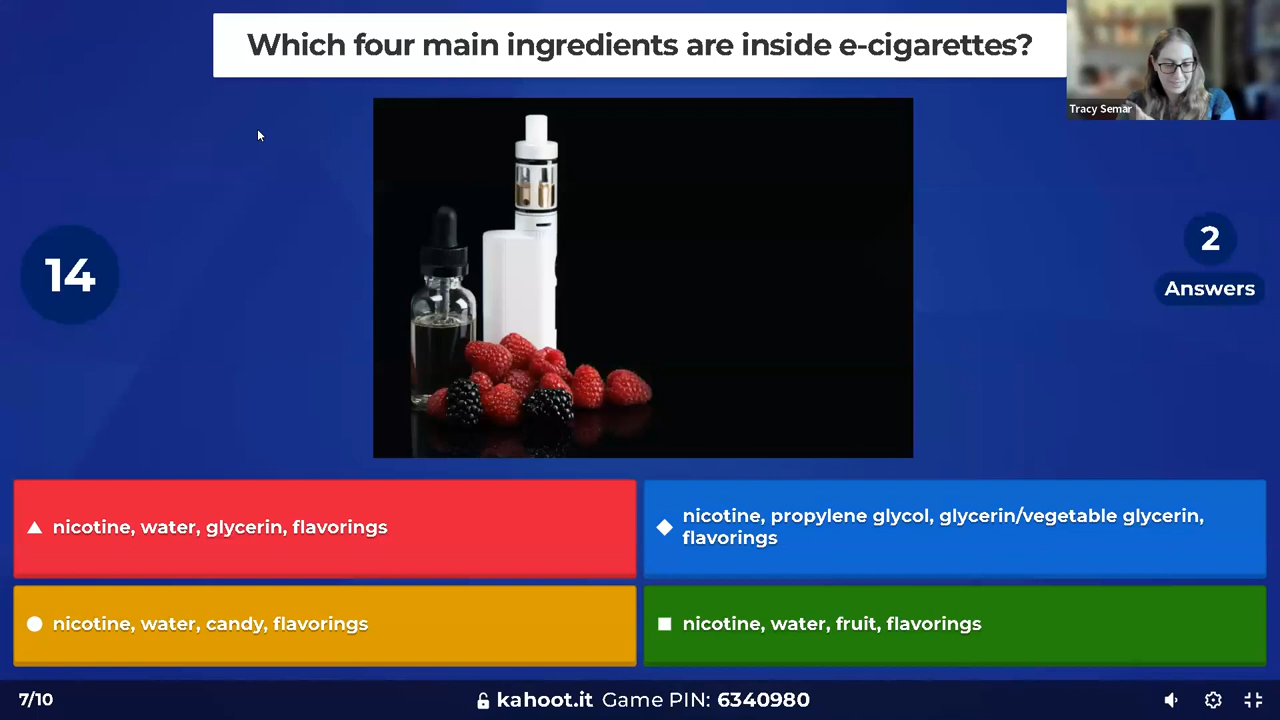 Which four main ingredients are inside e-cigarettes?
Tracy Semar
14
2
Answers
nicotine, water, glycerin, flavorings
nicotine, propylene glycol, glycerin/vegetable glycerin,
flavorings
nicotine, water, candy, flavorings
nicotine, water, fruit, flavorings
7/10
kahoot.it Game PIN: 6340980